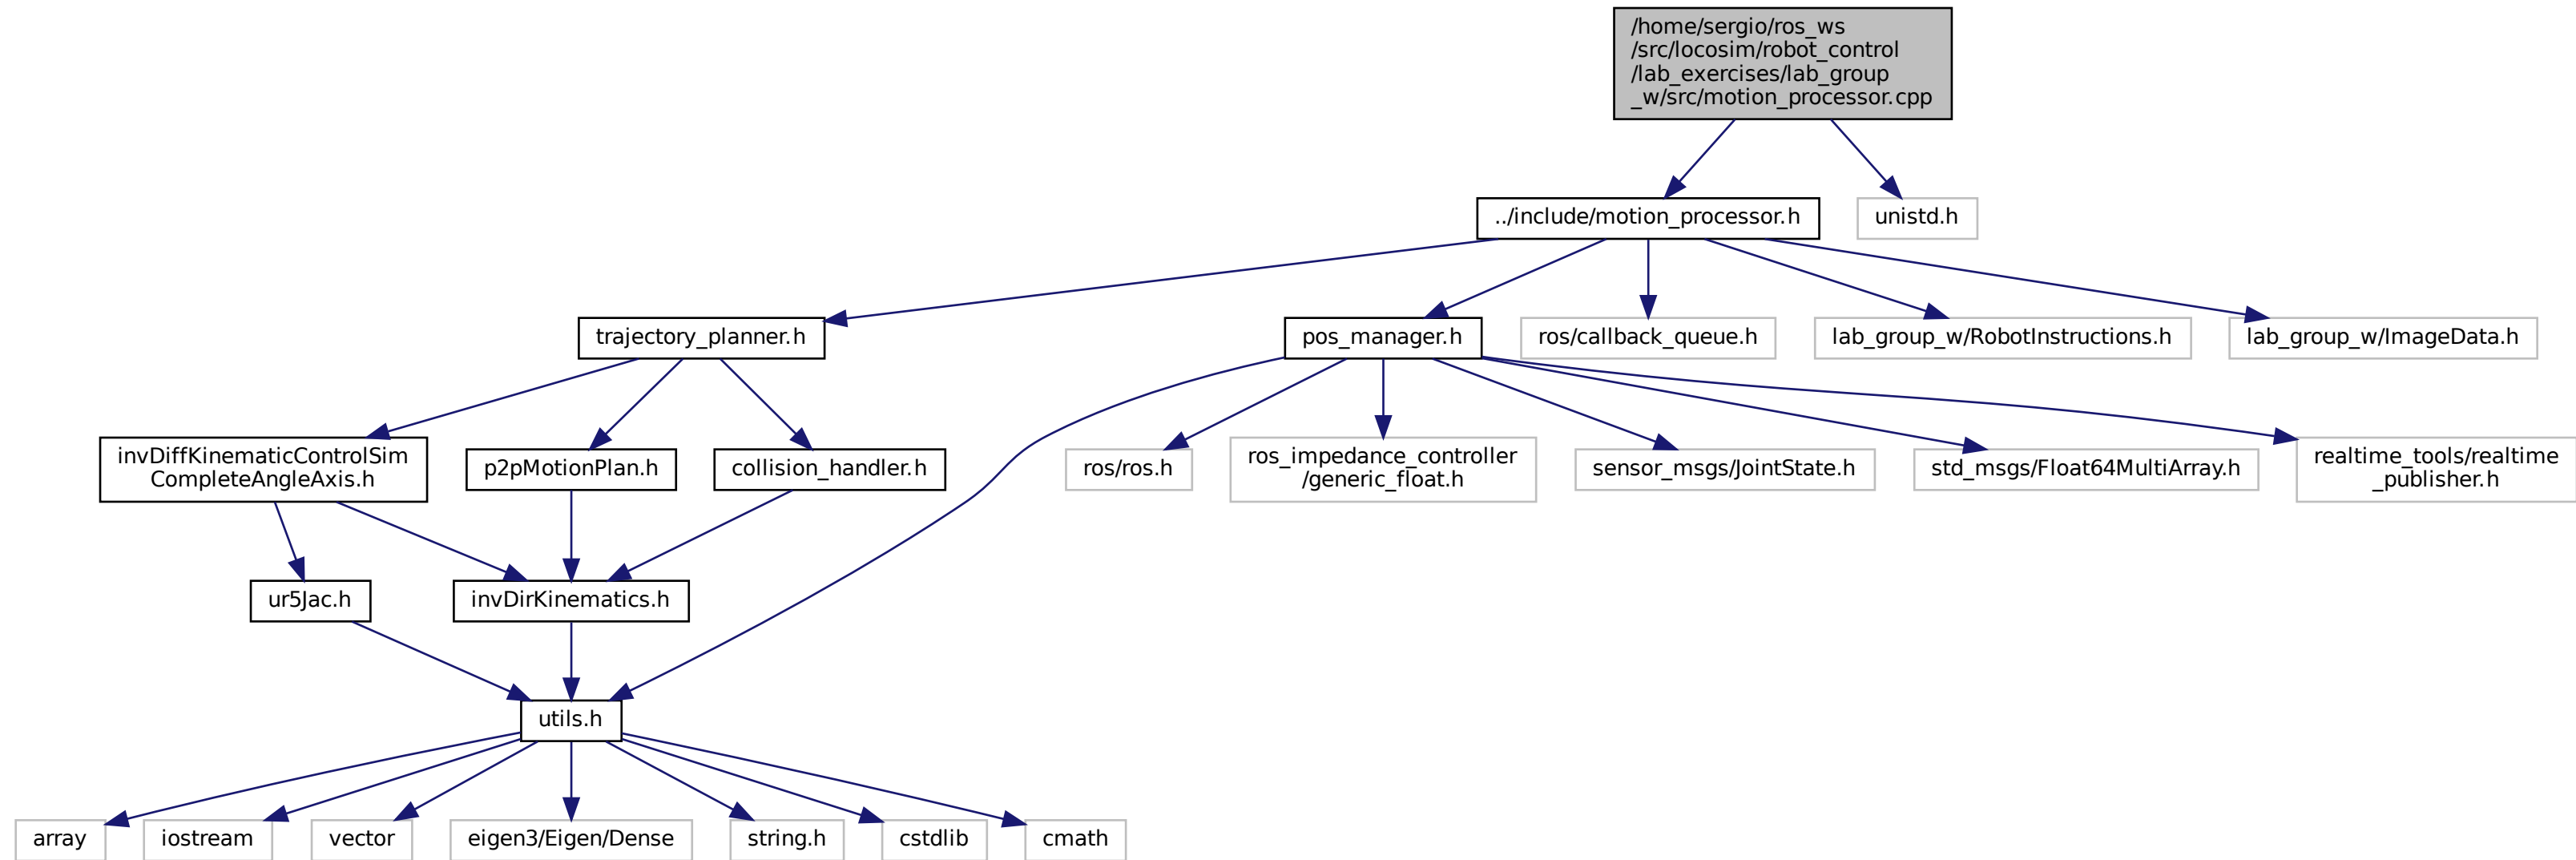 /home/sergio/ros_ws
/src/locosim/robot_control
/lab_exercises/lab_group
_w/src/motion_processor.cpp
../include/motion_processor.h
unistd.h
trajectory_planner.h
pos_manager.h
ros/callback_queue.h
lab_group_w/RobotInstructions.h
lab_group_w/ImageData.h
invDiffKinematicControlSim
CompleteAngleAxis.h
p2pMotionPlan.h
collision_handler.h
ros/ros.h
ros_impedance_controller
/generic_float.h
sensor_msgs/JointState.h
std_msgs/Float64MultiArray.h
realtime_tools/realtime
_publisher.h
ur5Jac.h
invDirKinematics.h
utils.h
array
iostream
vector
eigen3/Eigen/Dense
string.h
cstdlib
cmath